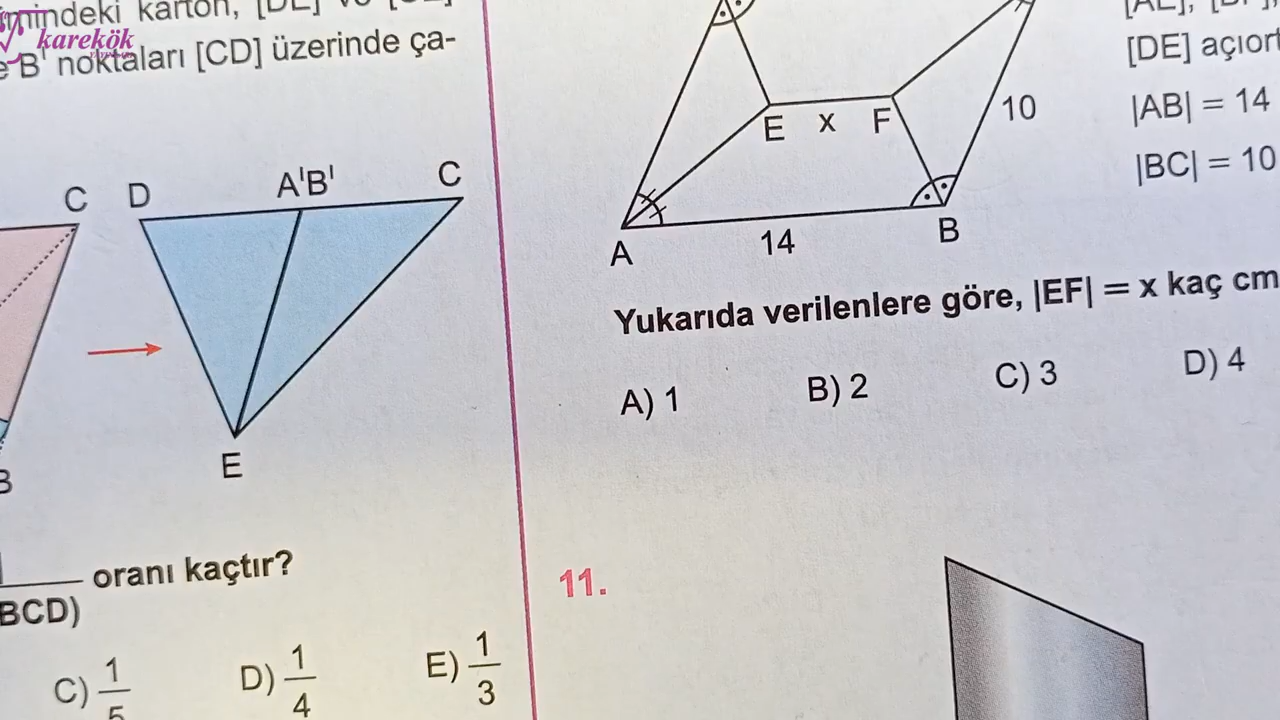 karekök
B' noktaları [CD] üzerinde ça-
C
D
A'B'
C
E
B
oranı kaçtır?
BCD)
C) 1/5
D) 1/4
E) 1/3
E x F
10
A
14
B
[DE] açıort
|AB| = 14
|BC| = 10
Yukarıda verilenlere göre, |EF| = x kaç cm
A) 1
B) 2
C) 3
D) 4
11.